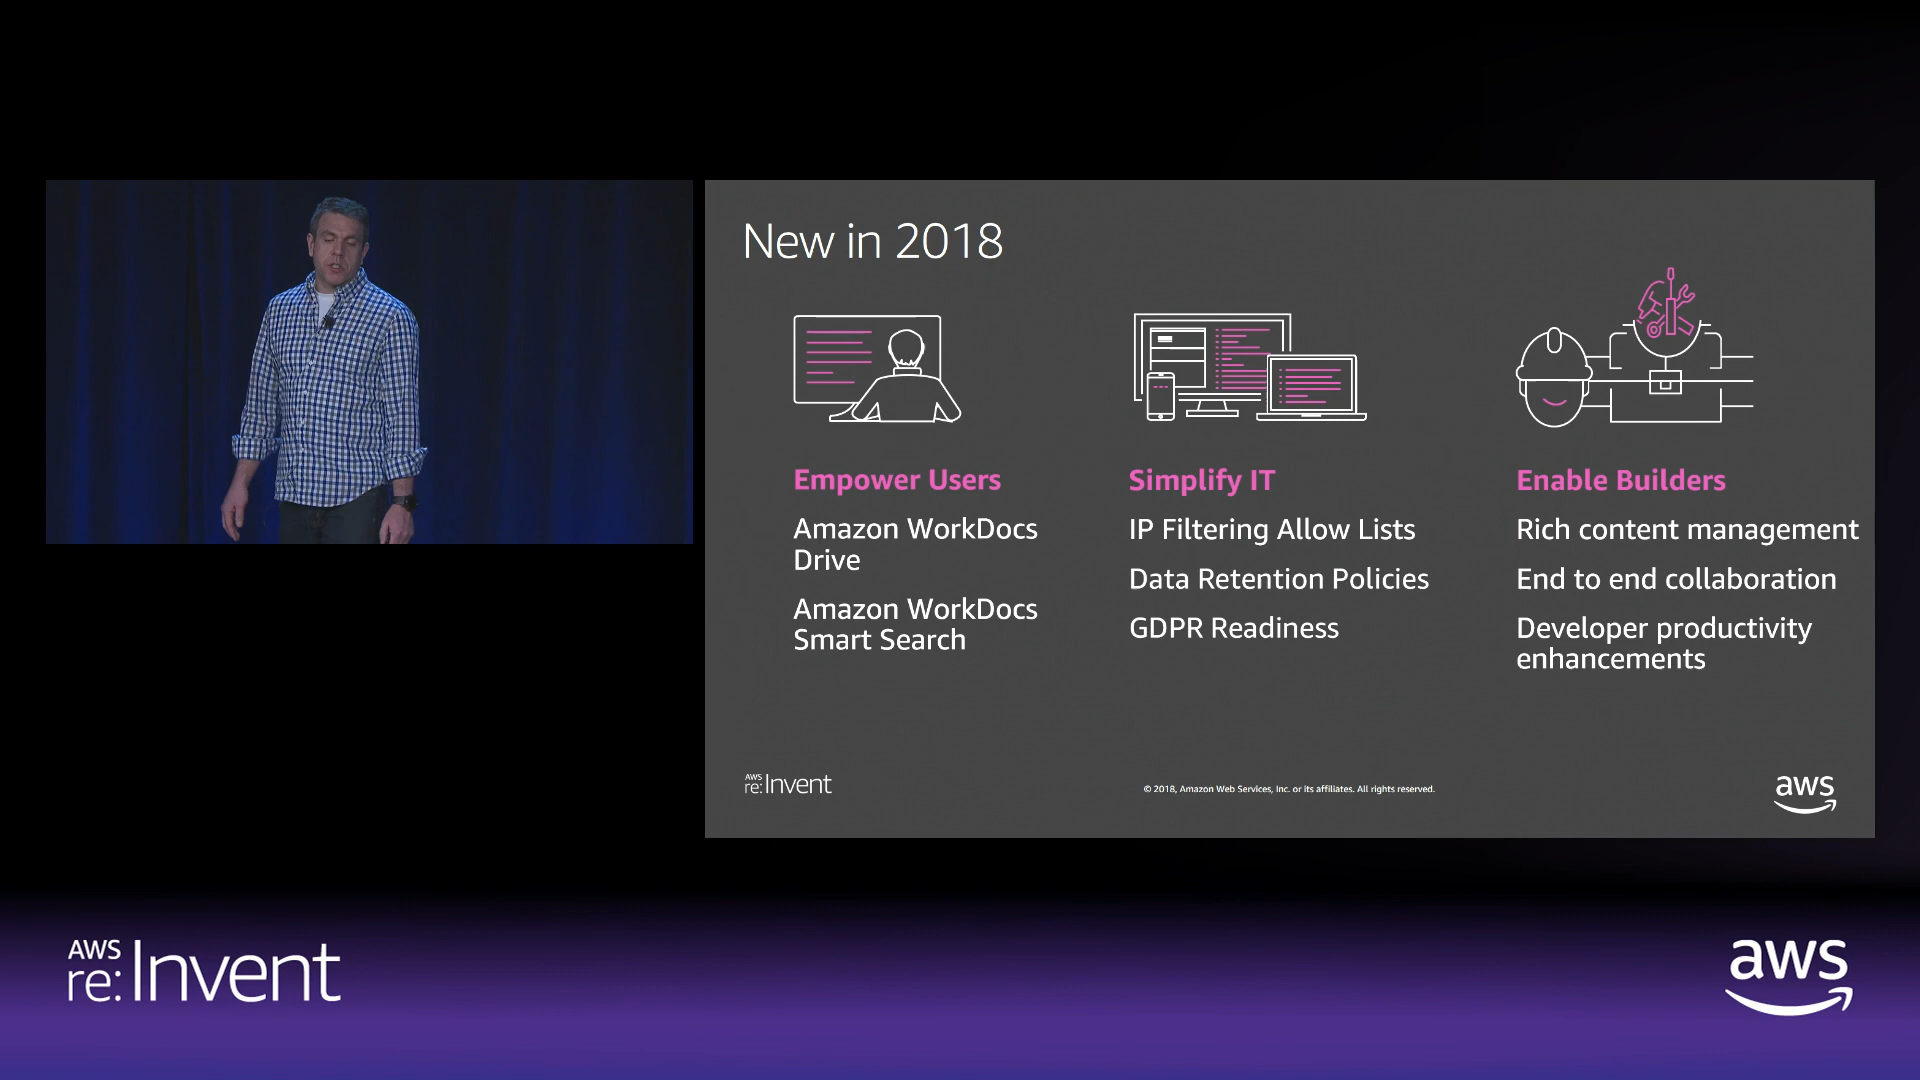 New in 2018
Empower Users
Amazon WorkDocs
Drive
Amazon WorkDocs
Smart Search
Simplify IT
IP Filtering Allow Lists
Data Retention Policies
GDPR Readiness
Enable Builders
Rich content management
End to end collaboration
Developer productivity
enhancements
AWS
re:Invent
© 2018, Amazon Web Services, Inc. or its affiliates. All rights reserved.
aws
AWS
re:Invent
aws